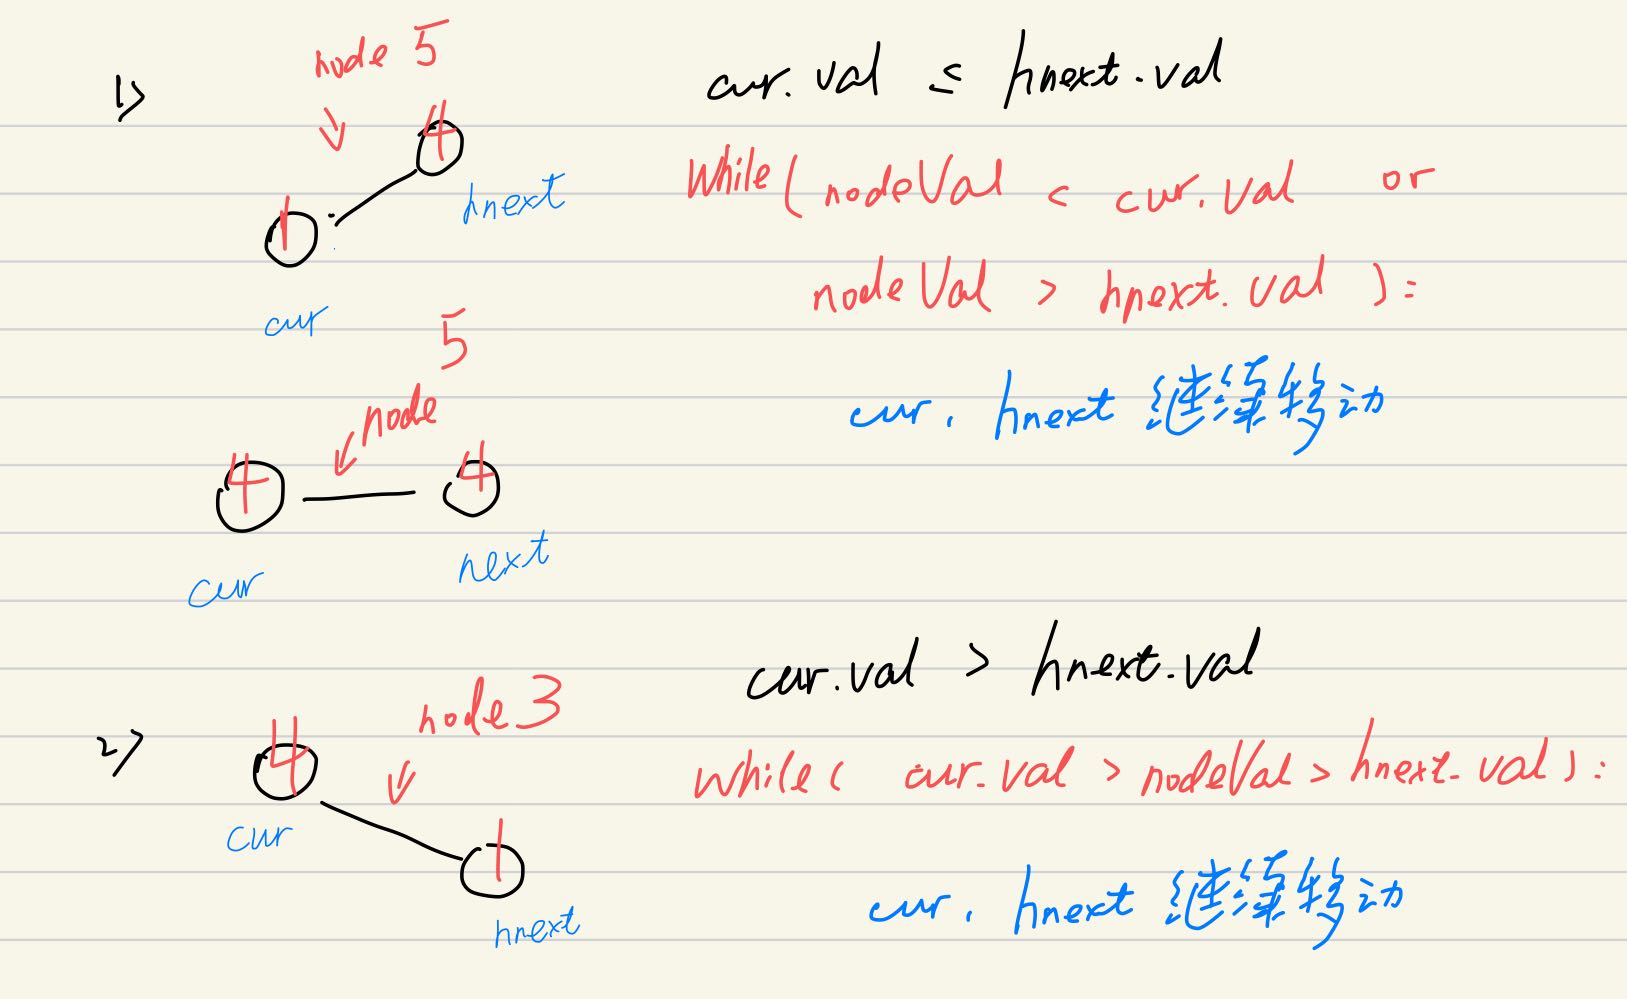 1> node 5 cur.val ≤ hnext.val
4
hnext
While( nodeVal < cur.val or
1
cur
nodeVal > hnext.val ):
5
node
cur, hnext 继续移动
4 4
cur next
cur.val > hnext.val
2> 4 node 3
while( cur.val > nodeVal > hnext.val ):
cur 1
hnext
cur, hnext 继续移动